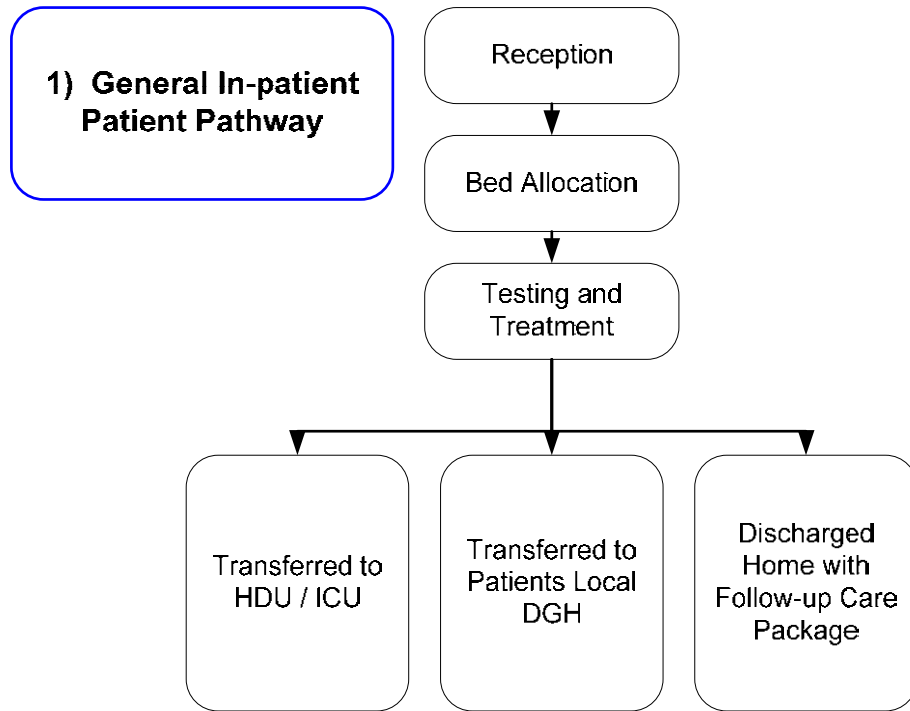 1) General In-patient
Patient Pathway
Reception
Bed Allocation
Testing and
Treatment
Transferred to
HDU / ICU
Transferred to
Patients Local
DGH
Discharged
Home with
Follow-up Care
Package